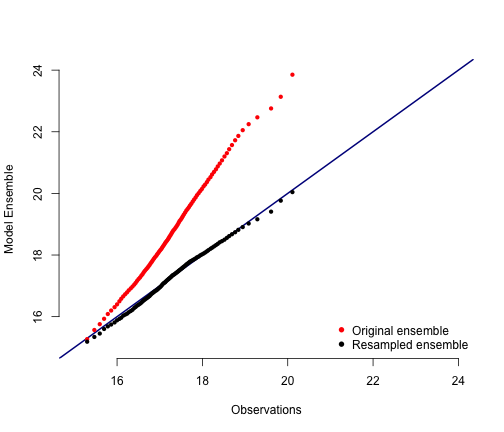 24
22
20
18
16
Model Ensemble
Original ensemble
Resampled ensemble
16 18 20 22 24
Observations